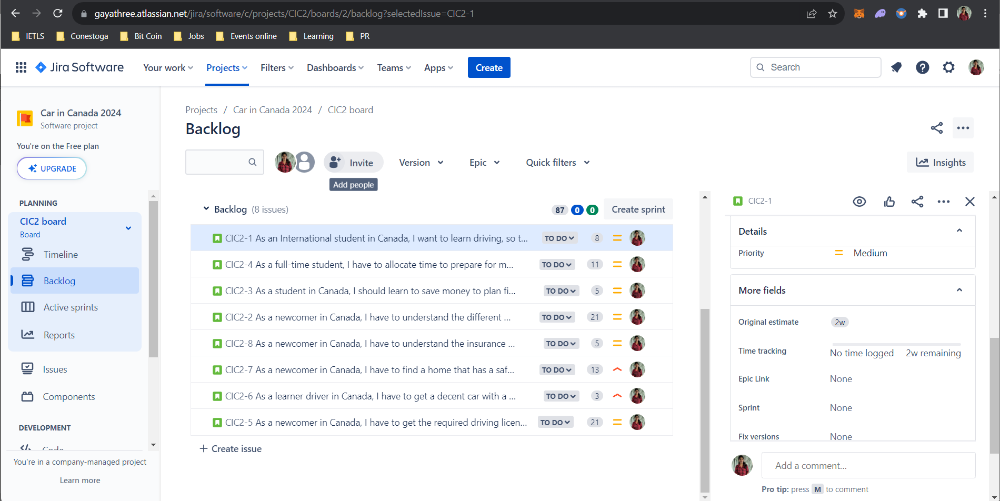 gayathree.atlassian.net/jira/software/c/projects/CIC2/boards/2/backlog?selectedIssue=CIC2-1
IETLS Conestoga Bit Coin Jobs Events online Learning PR
Jira Software Your work Projects Filters Dashboards Teams Apps Create Search
Car in Canada 2024
Software project
You're on the Free plan
UPGRADE
PLANNING
CIC2 board
Board
Timeline
Backlog
Active sprints
Reports
Issues
Components
DEVELOPMENT
Code
You're in a company-managed project
Learn more
Projects / Car in Canada 2024 / CIC2 board
Backlog
Invite Version Epic Quick filters Insights
Add people
Backlog (8 issues) 87 0 0 Create sprint
CIC2-1 As an International student in Canada, I want to learn driving, so t... TO DO 8
CIC2-4 As a full-time student, I have to allocate time to prepare for m... TO DO 11
CIC2-3 As a student in Canada, I should learn to save money to plan fi... TO DO 5
CIC2-2 As a newcomer in Canada, I have to understand the different ... TO DO 21
CIC2-8 As a newcomer in Canada, I have to understand the insurance ... TO DO 5
CIC2-7 As a newcomer in Canada, I have to find a home that has a saf... TO DO 13
CIC2-6 As a learner driver in Canada, I have to get a decent car with a ... TO DO 3
CIC2-5 As a newcomer in Canada, I have to get the required driving licen... TO DO 21
+ Create issue
CIC2-1
Details
Priority Medium
More fields
Original estimate 2w
Time tracking No time logged 2w remaining
Epic Link None
Sprint None
Fix versions None
Add a comment...
Pro tip: press M to comment